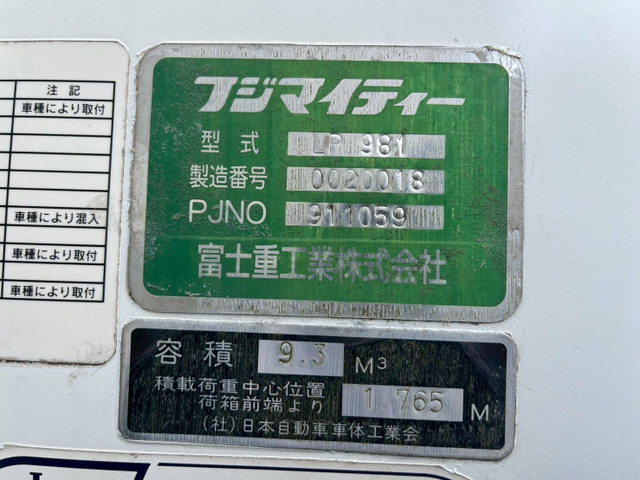 注記
車種により取付
車種により混入
車種により取付
車種により取付
フジマイティー
型式 LP 981
製造番号 0020018
PJNO 911059
富士重工業株式会社
容積 9.3 M³
積載荷重中心位置
荷箱前端より 1.765 M
(社)日本自動車車体工業会